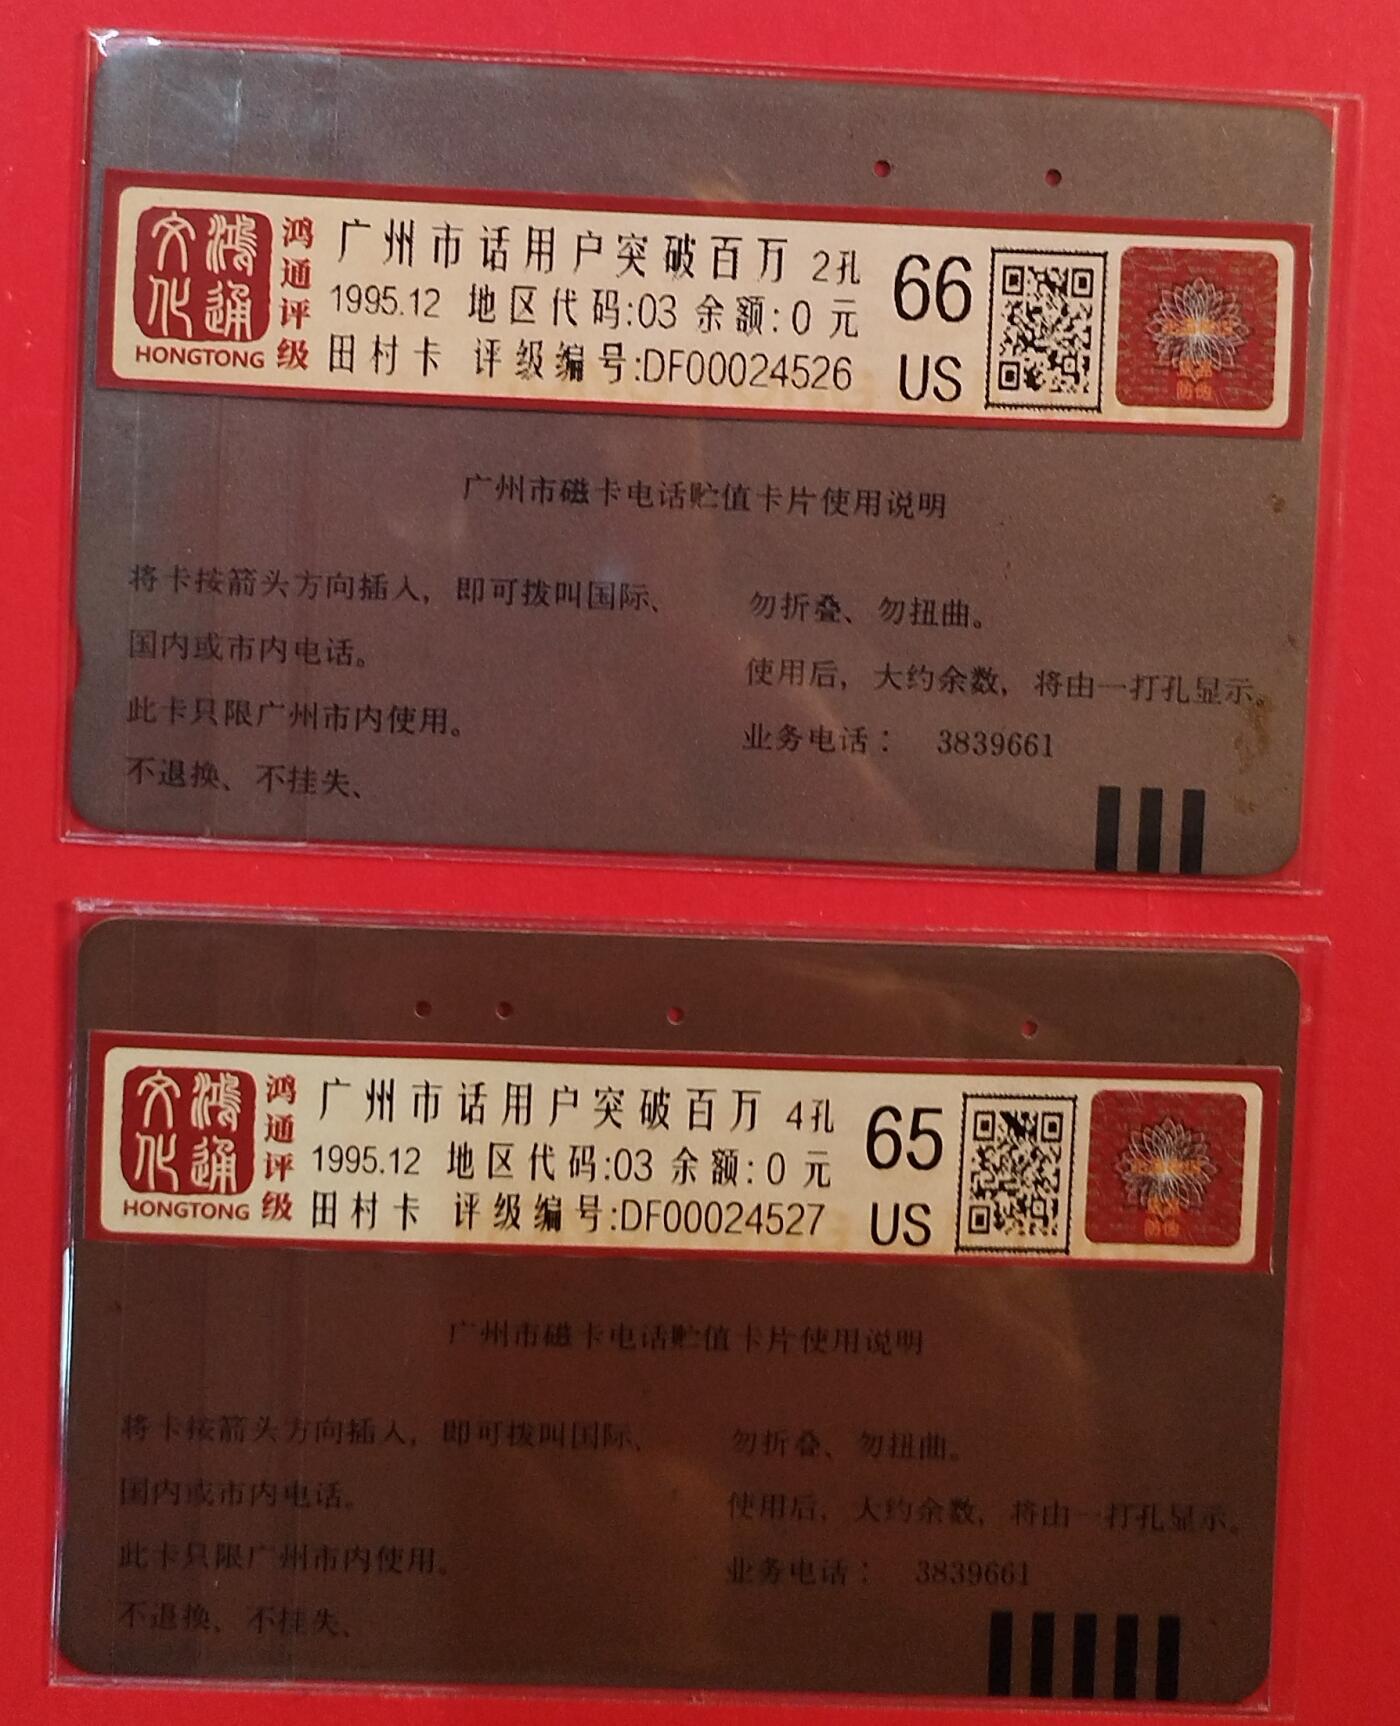 鸿通文化
HONGTONG
鸿通评级
广州市话用户突破百万 2孔
1995.12 地区代码:03 余额:0 元
田村卡 评级编号:DF00024526
66
US
防伪
广州市磁卡电话贮值卡片使用说明
将卡按箭头方向插入，即可拨叫国际、
国内或市内电话。
此卡只限广州市内使用。
不退换、不挂失、
勿折叠、勿扭曲。
使用后，大约余数，将由一打孔显示。
业务电话： 3839661
鸿通文化
HONGTONG
鸿通评级
广州市话用户突破百万 4孔
1995.12 地区代码:03 余额:0 元
田村卡 评级编号:DF00024527
65
US
防伪
广州市磁卡电话贮值卡片使用说明
将卡按箭头方向插入，即可拨叫国际、
国内或市内电话。
此卡只限广州市内使用。
不退换、不挂失、
勿折叠、勿扭曲。
使用后，大约余数，将由一打孔显示。
业务电话： 3839661